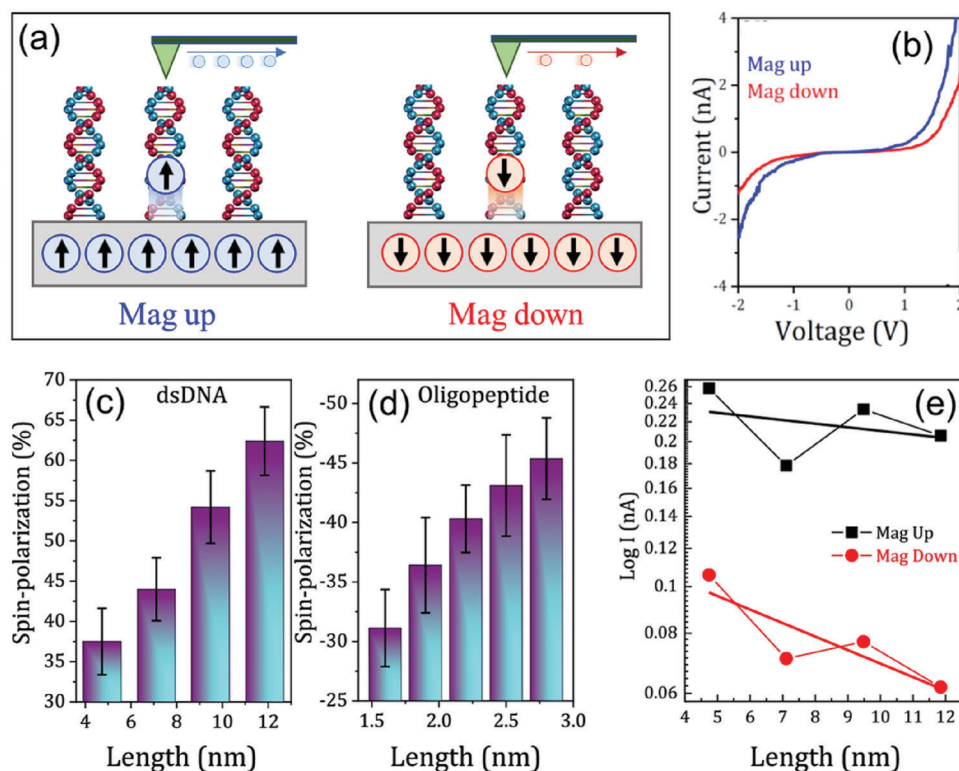 (a)
Mag up
Mag down
(b)
Mag up
Mag down
Current (nA)
4
2
0
-2
-4
-2
-1
0
1
2
Voltage (V)
(c)
dsDNA
Spin-polarization (%)
70
65
60
55
50
45
40
35
30
4
6
8
10
12
Length (nm)
(d)
Oligopeptide
Spin-polarization (%)
-50
-45
-40
-35
-30
-25
1.5
2.0
2.5
3.0
Length (nm)
(e)
Log I (nA)
0.26
0.24
0.22
0.2
0.18
0.16
0.14
0.12
0.1
0.08
0.06
Mag Up
Mag Down
4
5
6
7
8
9
10
11
12
Length (nm)